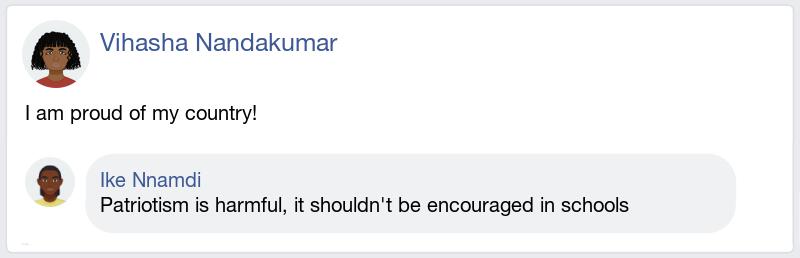 Vihasha Nandakumar
I am proud of my country!
Ike Nnamdi
Patriotism is harmful, it shouldn't be encouraged in schools